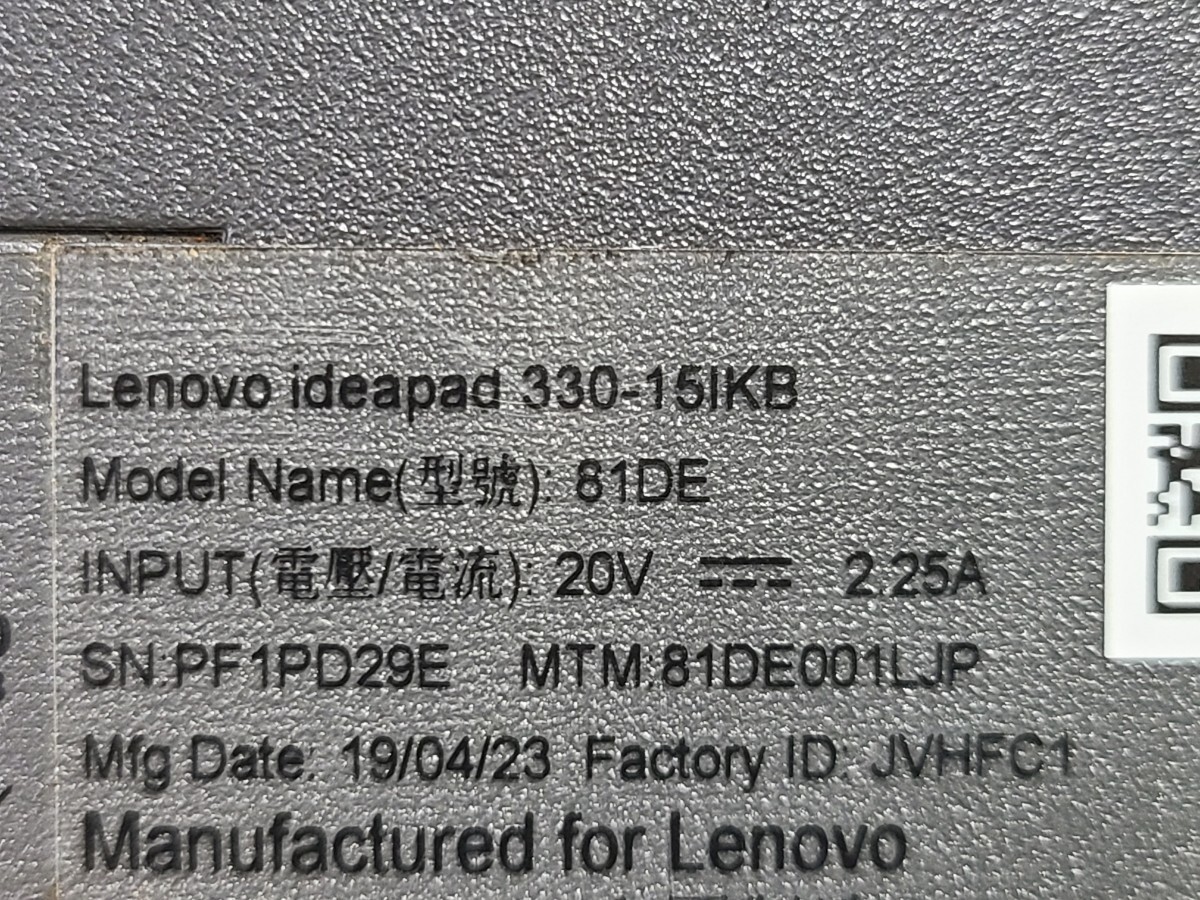 Lenovo ideapad 330-15IKB
Model Name(型號): 81DE
INPUT(電壓/電流): 20V ⎓ 2.25A
SN:PF1PD29E MTM:81DE001LJP
Mfg Date: 19/04/23 Factory ID: JVHFC1
Manufactured for Lenovo